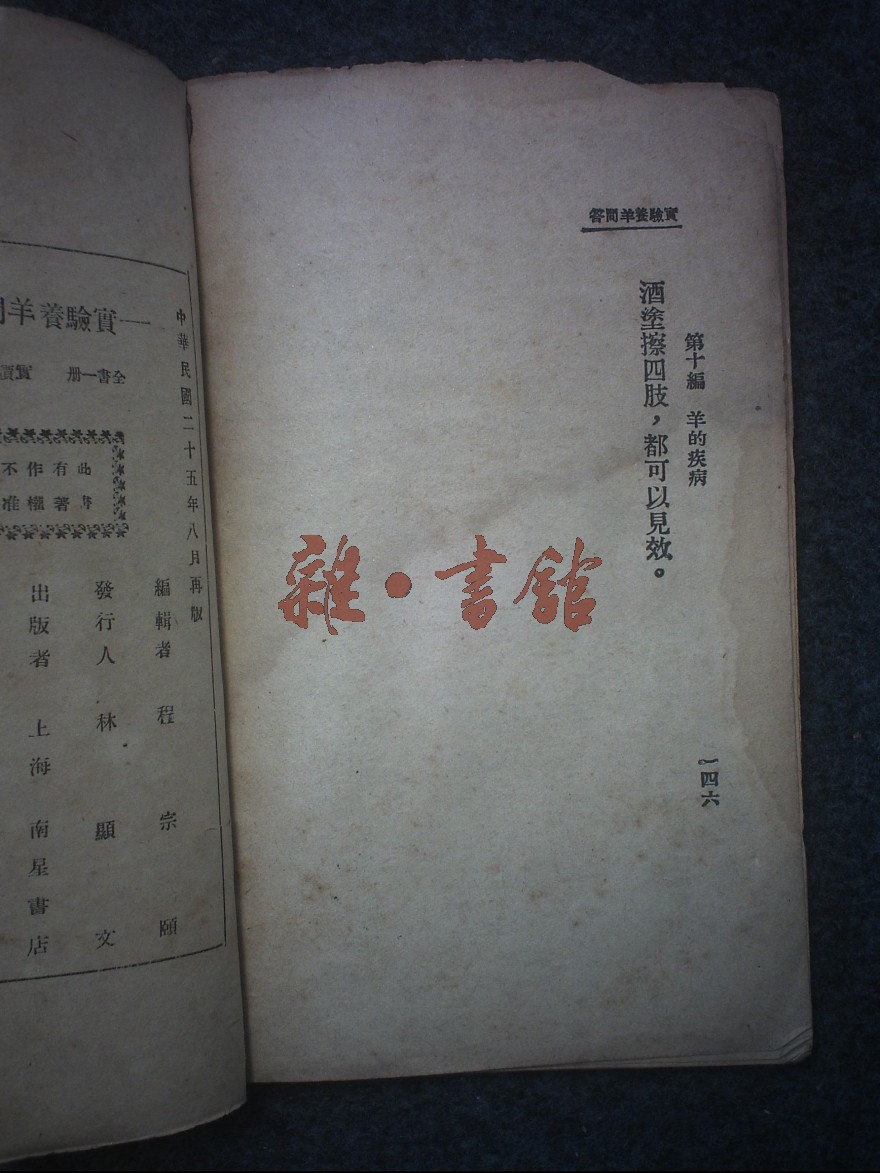 實驗養羊問答
第十編 羊的疾病
一四六
酒塗擦四肢，都可以見效。
雜·書舘
中華民國二十五年八月再版
實驗養羊
全書一册 實
此書
有著
作權
不准
編輯者 程宗頤
發行人 林顯文
出版者 上海南星書店